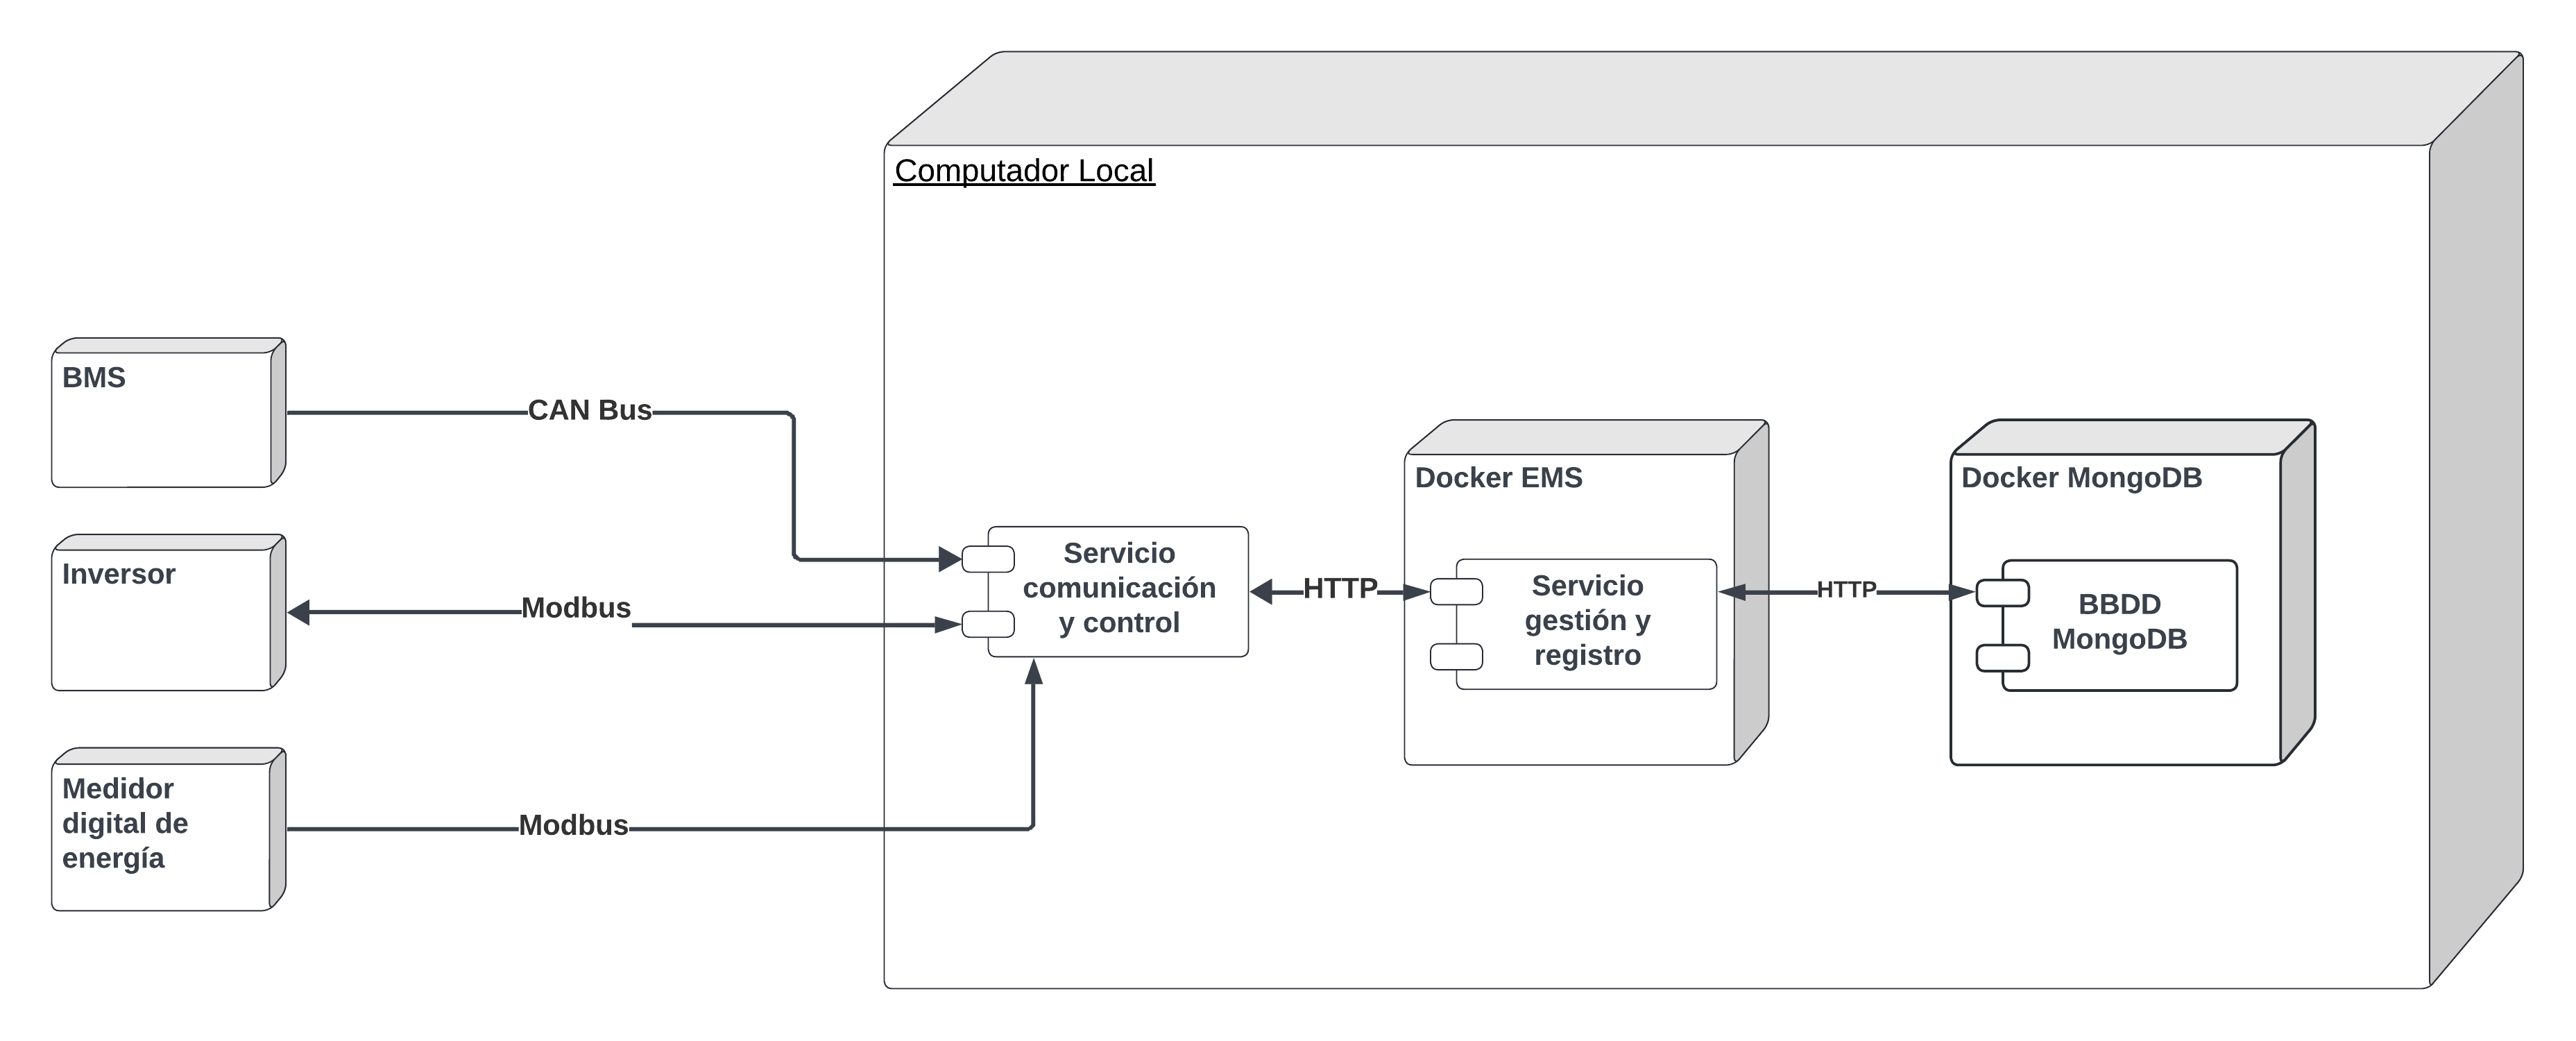 Computador Local
BMS
CAN Bus
Inversor
Modbus
Medidor
digital de
energía
Modbus
Servicio
comunicación
y control
HTTP
Docker EMS
Servicio
gestión y
registro
HTTP
Docker MongoDB
BBDD
MongoDB